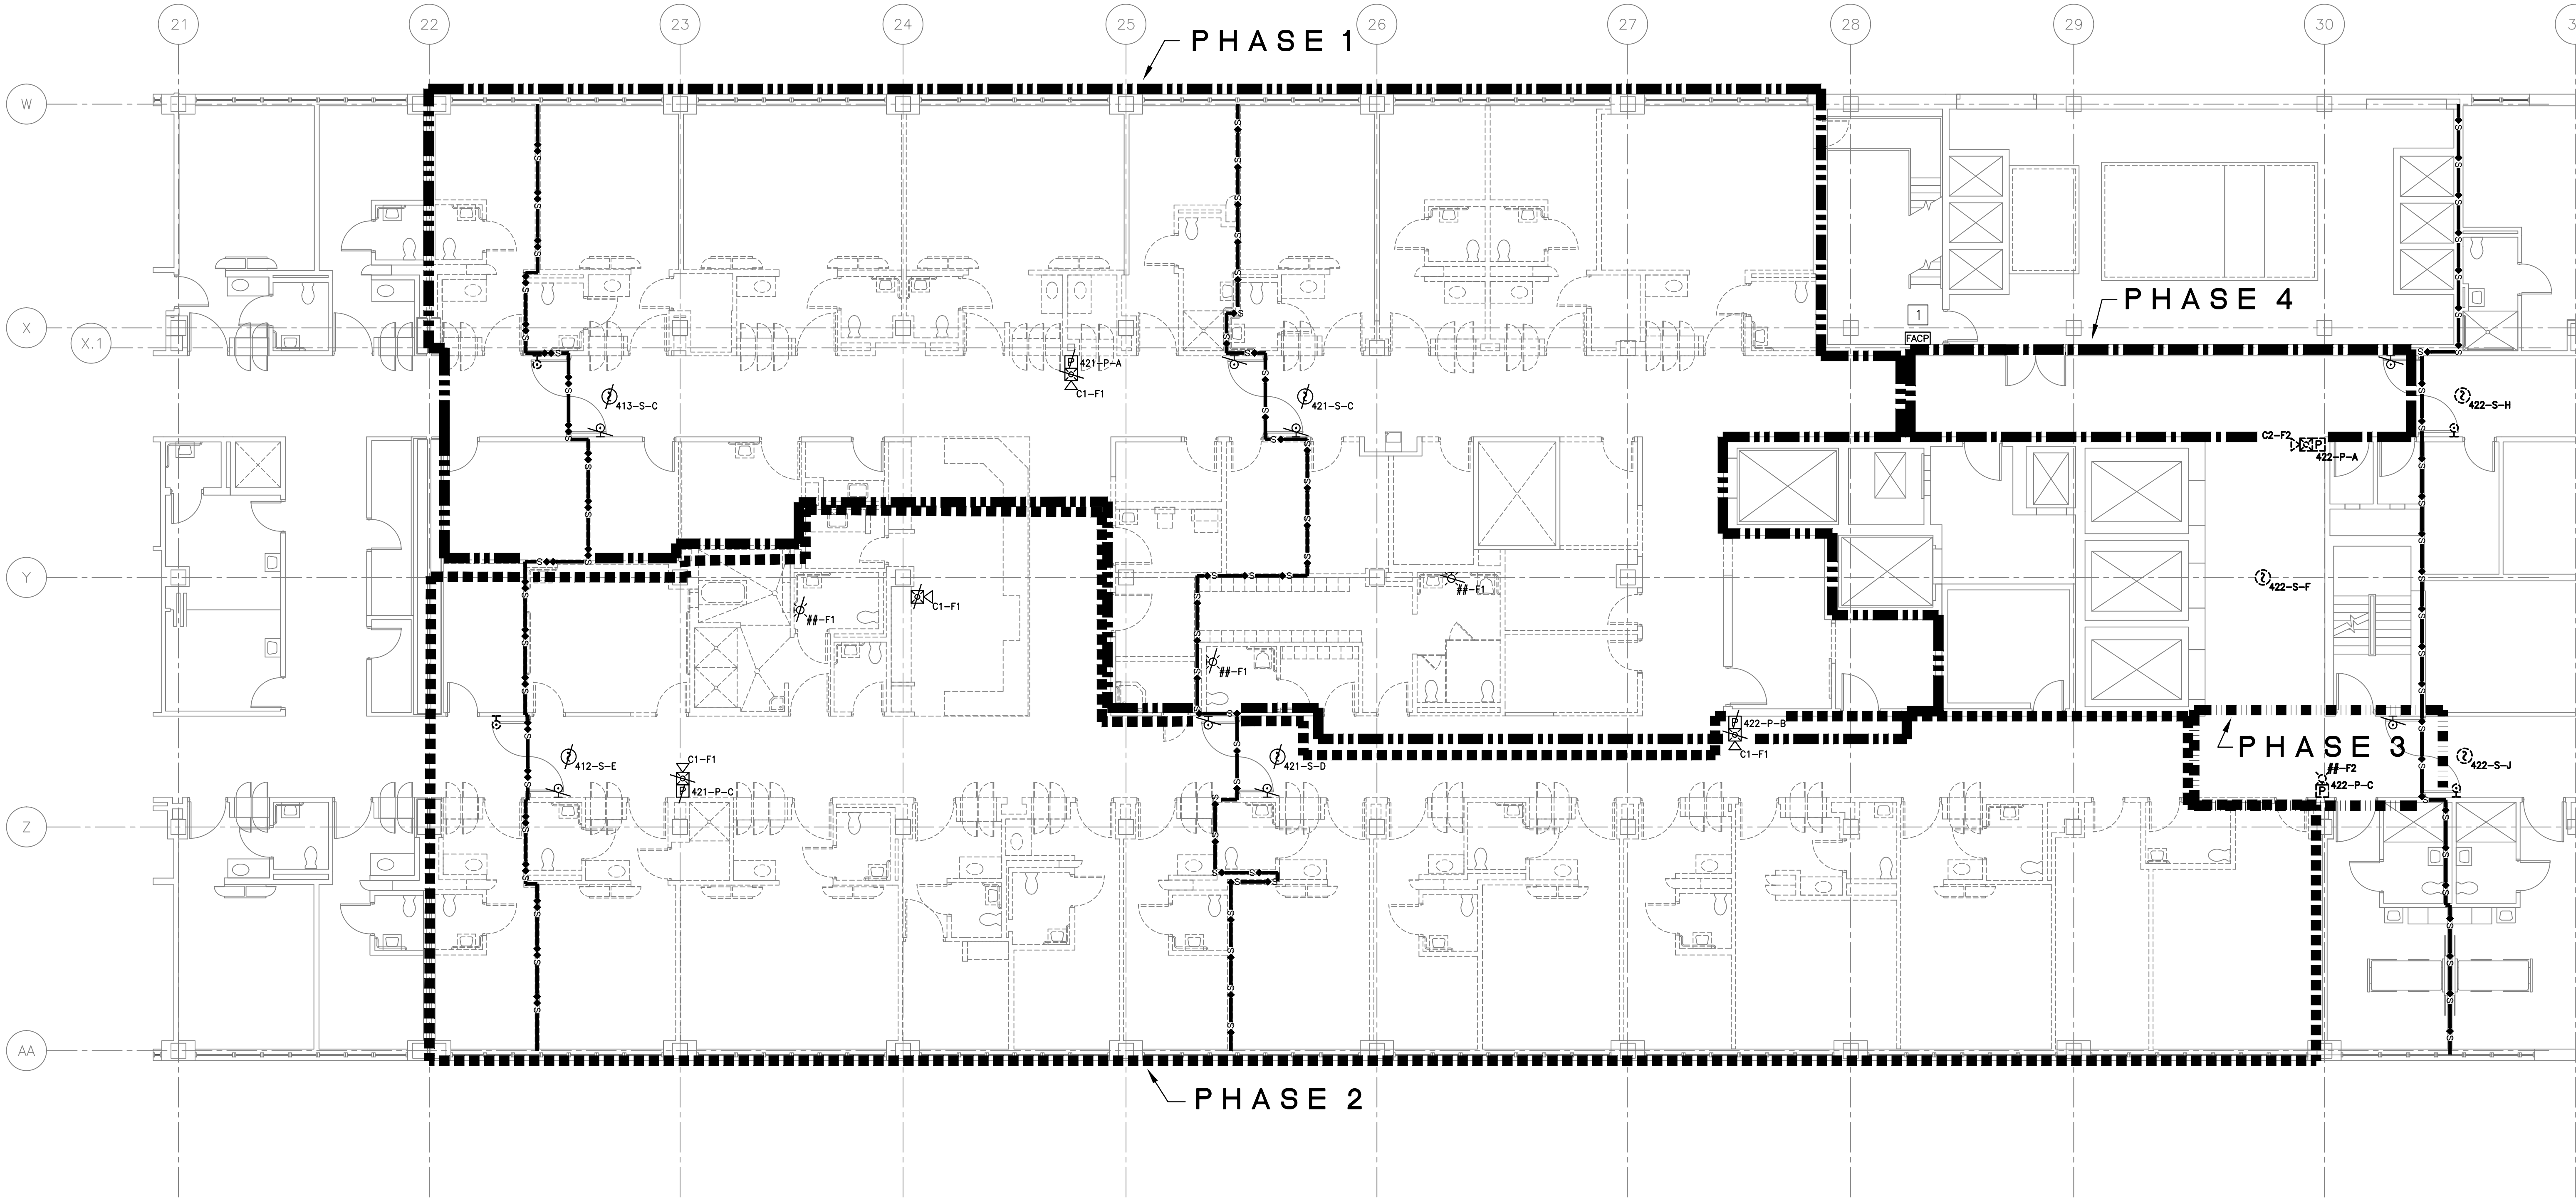 21 22 23 24 25 26 27 28 29 30 3
PHASE 1
W
PHASE 4
X
X.1
1
FACP
421-P-A
C1-F1
413-S-C
421-S-C
422-S-H
C2-F2
P
422-P-A
Y
422-S-F
##-F1
C1-F1
##-F1
##-F1
P
422-P-B
C1-F1
PHASE 3
C1-F1
412-S-E
421-S-D
422-S-J
##-F2
P
422-P-C
P
421-P-C
Z
AA
PHASE 2